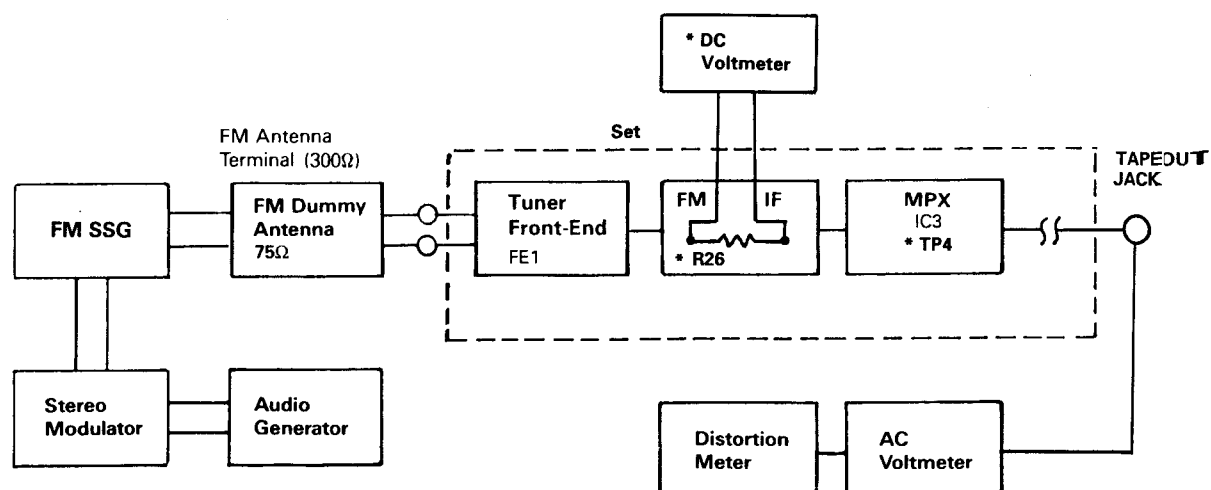 * DC
Voltmeter
Set
FM Antenna
Terminal (300Ω)
TAPEOUT
JACK
FM SSG
FM Dummy
Antenna
75Ω
Tuner
Front-End
FE1
FM IF
* R26
MPX
IC3
* TP4
Stereo
Modulator
Audio
Generator
Distortion
Meter
AC
Voltmeter